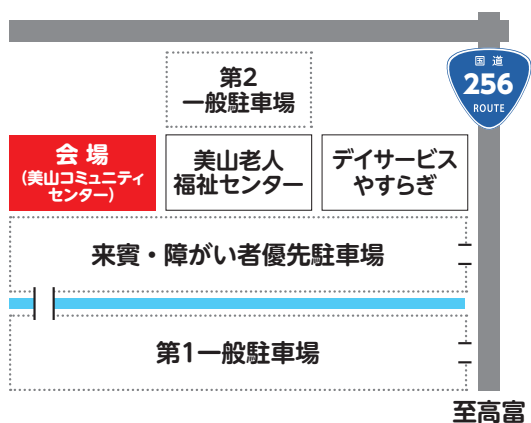 国道
256
ROUTE
第2
一般駐車場
会場
(美山コミュニティ
センター)
美山老人
福祉センター
デイサービス
やすらぎ
来賓・障がい者優先駐車場
第1一般駐車場
至高富